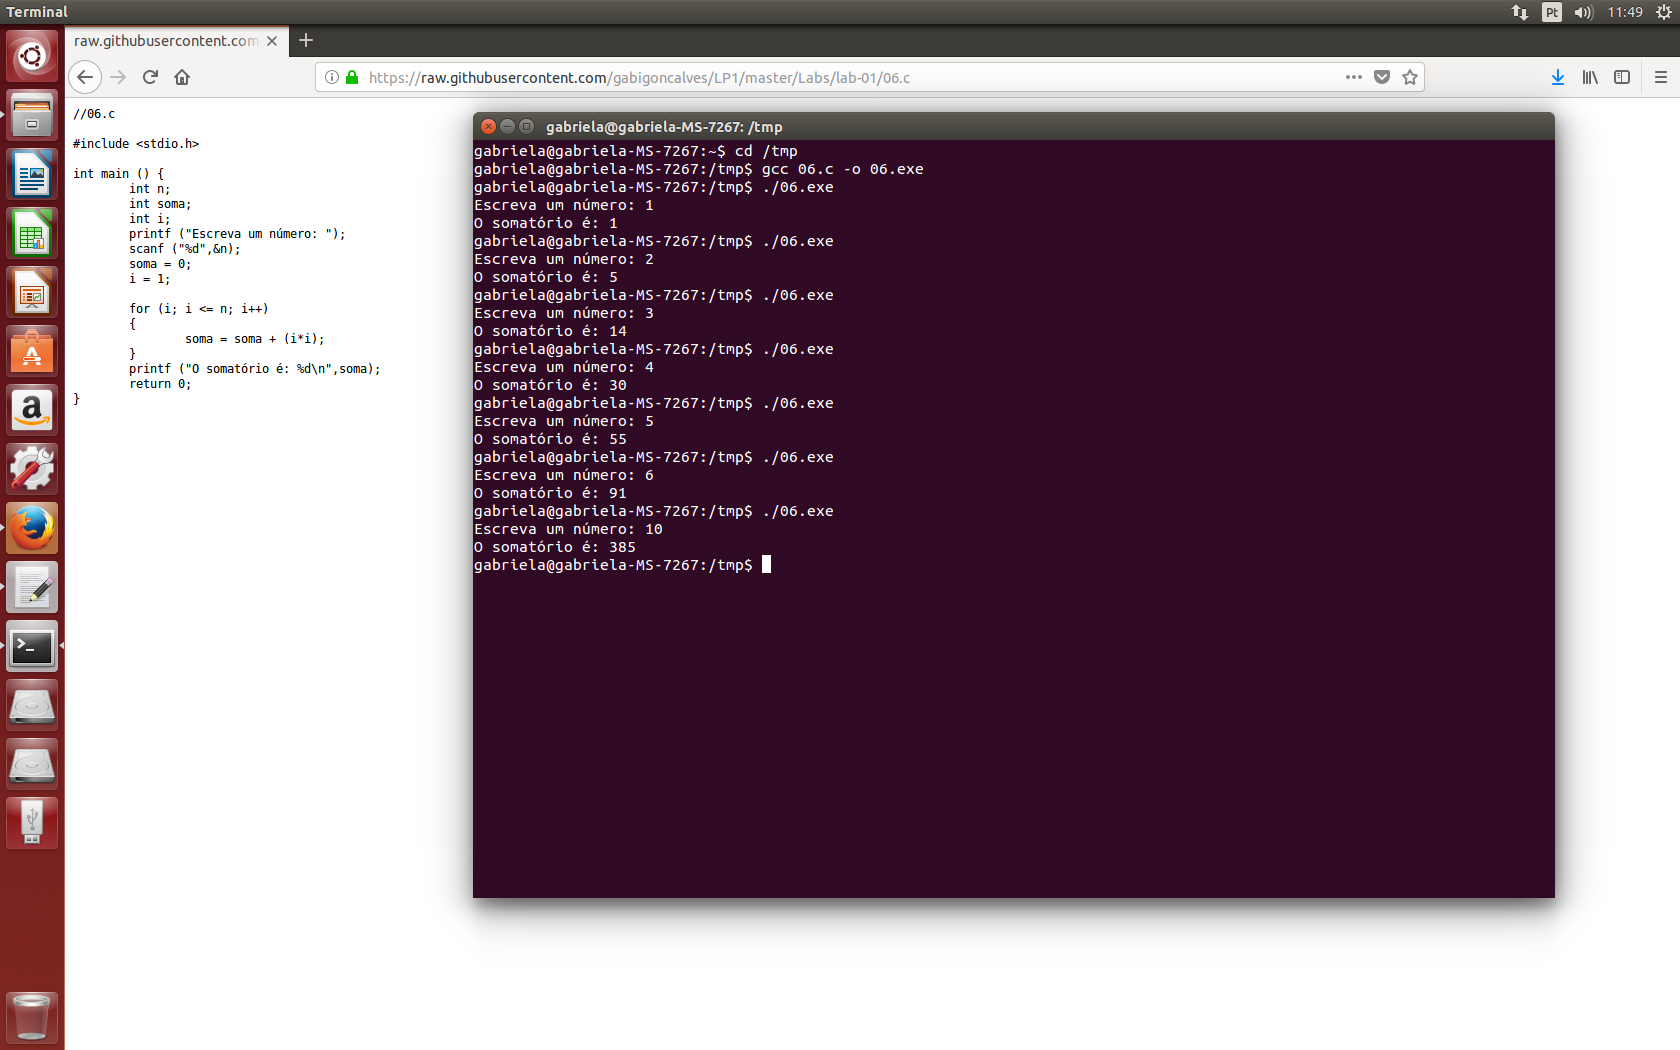 Terminal
Pt
11:49
raw.githubusercontent.com
https://raw.githubusercontent.com/gabigoncalves/LP1/master/Labs/lab-01/06.c
//06.c
#include <stdio.h>
int main () {
int n;
int soma;
int i;
printf ("Escreva um número: ");
scanf ("%d",&n);
soma = 0;
i = 1;
for (i; i <= n; i++)
{
soma = soma + (i*i);
}
printf ("O somatório é: %d\n",soma);
return 0;
}
gabriela@gabriela-MS-7267: /tmp
gabriela@gabriela-MS-7267:~$ cd /tmp
gabriela@gabriela-MS-7267:/tmp$ gcc 06.c -o 06.exe
gabriela@gabriela-MS-7267:/tmp$ ./06.exe
Escreva um número: 1
O somatório é: 1
gabriela@gabriela-MS-7267:/tmp$ ./06.exe
Escreva um número: 2
O somatório é: 5
gabriela@gabriela-MS-7267:/tmp$ ./06.exe
Escreva um número: 3
O somatório é: 14
gabriela@gabriela-MS-7267:/tmp$ ./06.exe
Escreva um número: 4
O somatório é: 30
gabriela@gabriela-MS-7267:/tmp$ ./06.exe
Escreva um número: 5
O somatório é: 55
gabriela@gabriela-MS-7267:/tmp$ ./06.exe
Escreva um número: 6
O somatório é: 91
gabriela@gabriela-MS-7267:/tmp$ ./06.exe
Escreva um número: 10
O somatório é: 385
gabriela@gabriela-MS-7267:/tmp$